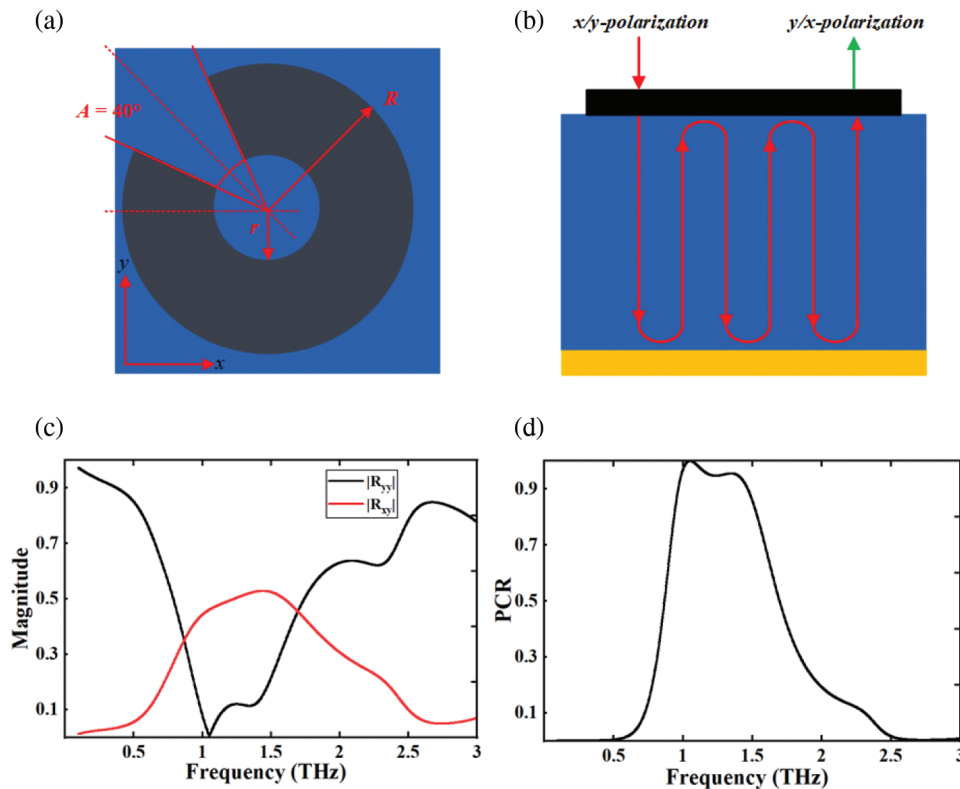 (a)
A = 40°
R
r
y
x
(b)
x/y-polarization y/x-polarization
(c)
Magnitude
0.9
0.7
0.5
0.3
0.1
|Ryy|
|Rxy|
0.5 1 1.5 2 2.5 3
Frequency (THz)
(d)
PCR
0.9
0.7
0.5
0.3
0.1
0.5 1 1.5 2 2.5 3
Frequency (THz)